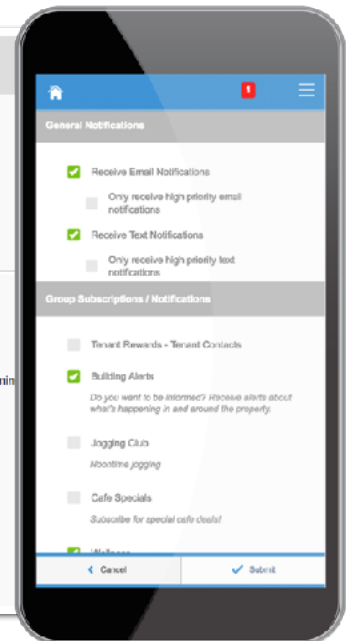 1
General Notifications
Receive Email Notifications
Only receive high priority email
notifications
Receive Text Notifications
Only receive high priority text
notifications
Group Subscriptions / Notifications
Tenant Rewards - Tenant Contacts
Building Alerts
Do you want to be informed? Receive alerts about
what's happening in and around the property.
Jogging Club
Noontime jogging
Cafe Specials
Subscribe for special cafe deals!
Wellness
Cancel
Submit